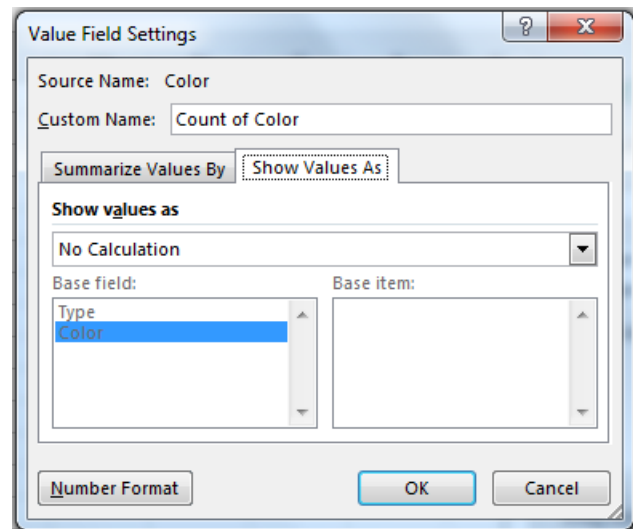 Value Field Settings
?
Source Name: Color
Custom Name: Count of Color
Summarize Values By Show Values As
Show values as
No Calculation
Base field: Base item:
Type
Color
Number Format OK Cancel